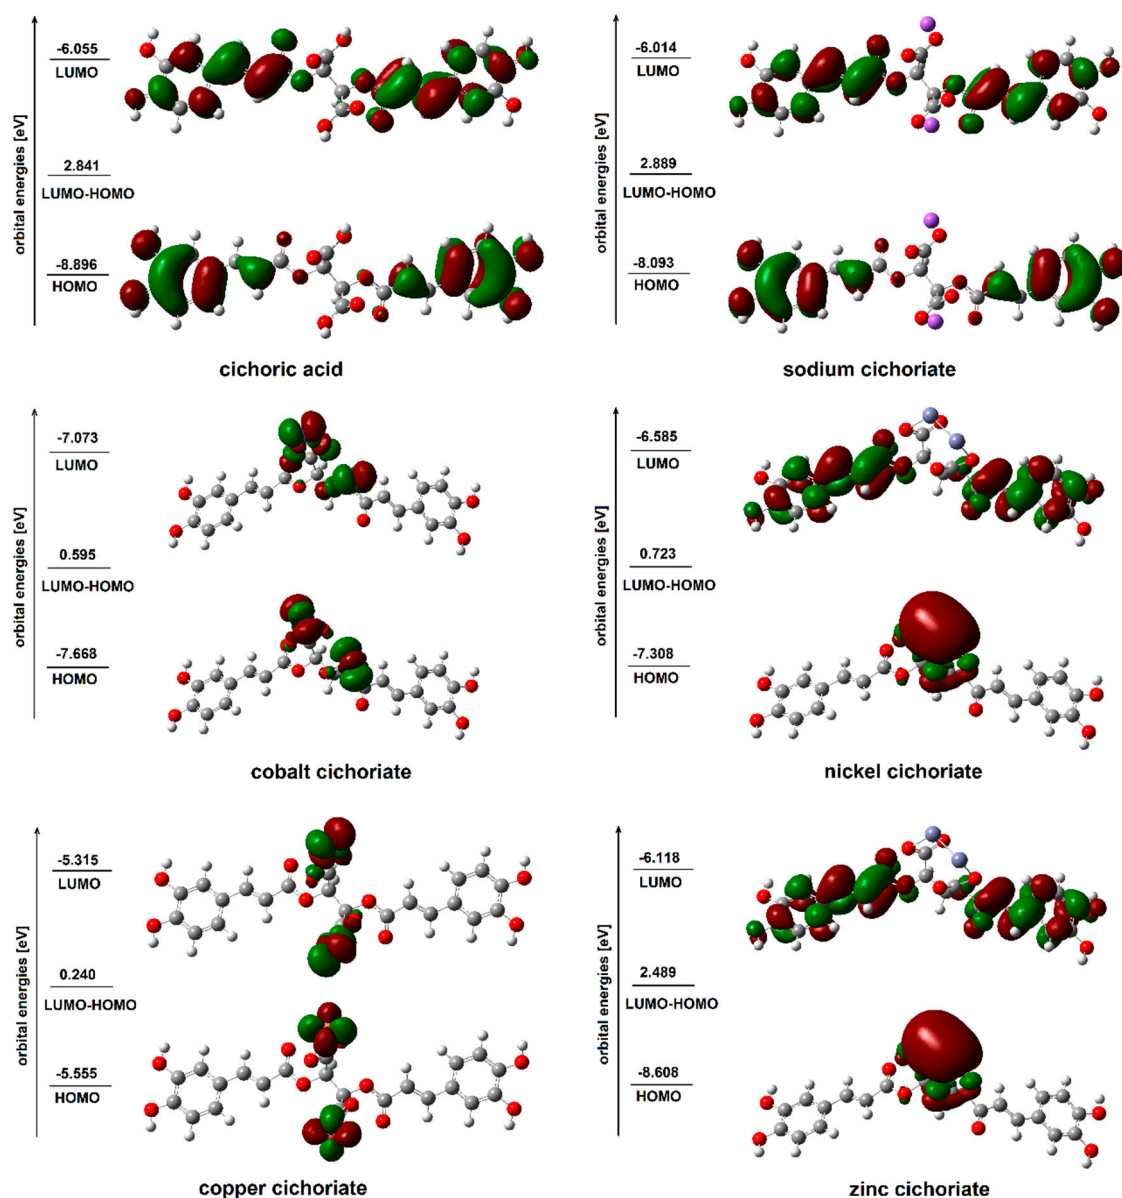 orbital energies [eV]
-6.055
LUMO
2.841
LUMO-HOMO
-8.896
HOMO
cichoric acid
orbital energies [eV]
-6.014
LUMO
2.889
LUMO-HOMO
-8.093
HOMO
sodium cichoriate
orbital energies [eV]
-7.073
LUMO
0.595
LUMO-HOMO
-7.668
HOMO
cobalt cichoriate
orbital energies [eV]
-6.585
LUMO
0.723
LUMO-HOMO
-7.308
HOMO
nickel cichoriate
orbital energies [eV]
-5.315
LUMO
0.240
LUMO-HOMO
-5.555
HOMO
copper cichoriate
orbital energies [eV]
-6.118
LUMO
2.489
LUMO-HOMO
-8.608
HOMO
zinc cichoriate